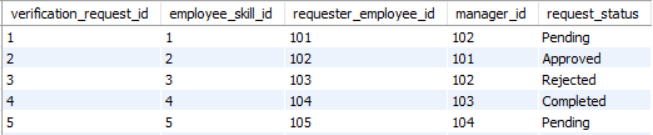 verification_request_id employee_skill_id requester_employee_id manager_id request_status
1 1 101 102 Pending
2 2 102 101 Approved
3 3 103 102 Rejected
4 4 104 103 Completed
5 5 105 104 Pending